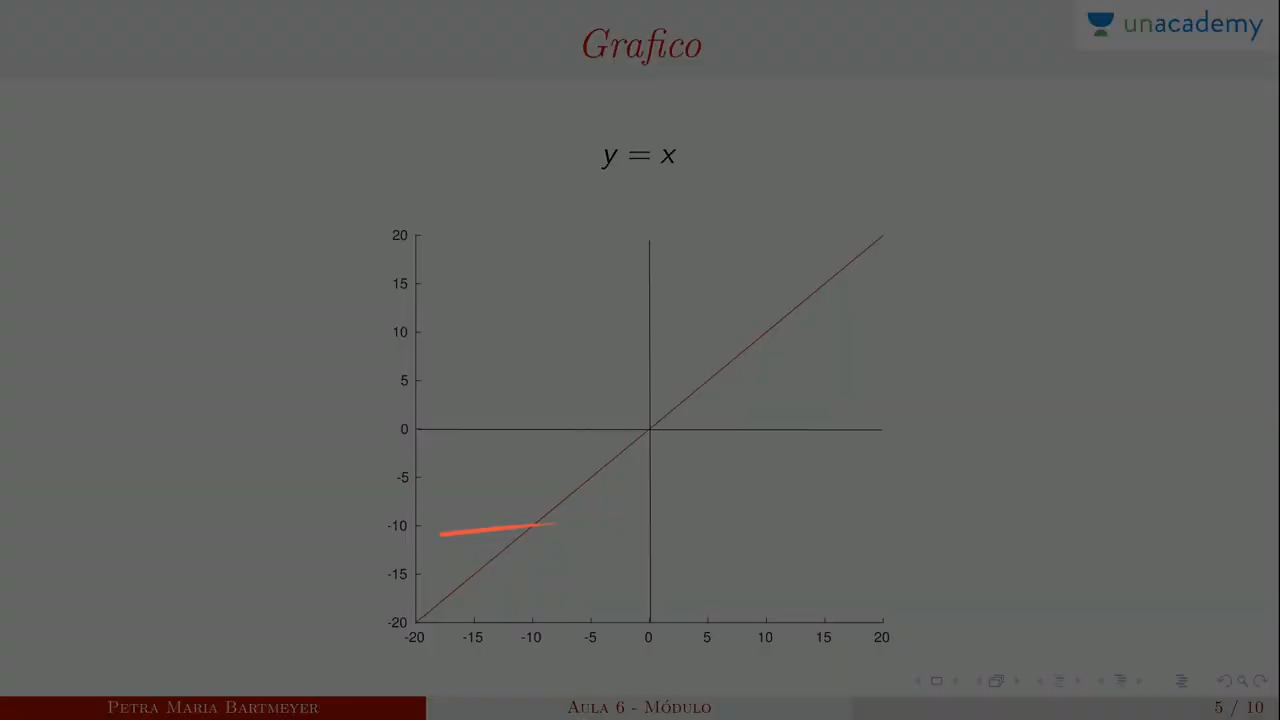 Grafico
unacademy
y = x
20
15
10
5
0
-5
-10
-15
-20
-20 -15 -10 -5 0 5 10 15 20
Petra Maria Bartmeyer Aula 6 - Módulo 5 / 10